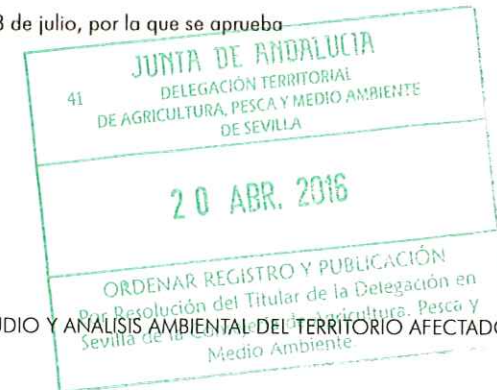 8 de julio, por la que se aprueba
JUNTA DE ANDALUCIA
41
DELEGACIÓN TERRITORIAL
DE AGRICULTURA, PESCA Y MEDIO AMBIENTE
DE SEVILLA
20 ABR. 2016
ORDENAR REGISTRO Y PUBLICACIÓN
Por Resolución del Titular de la Delegación en
UDIO Y ANALISIS AMBIENTAL DEL TERRITORIO AFECTADO
Sevilla de la Agricultura. Pesca y
Medio Ambiente